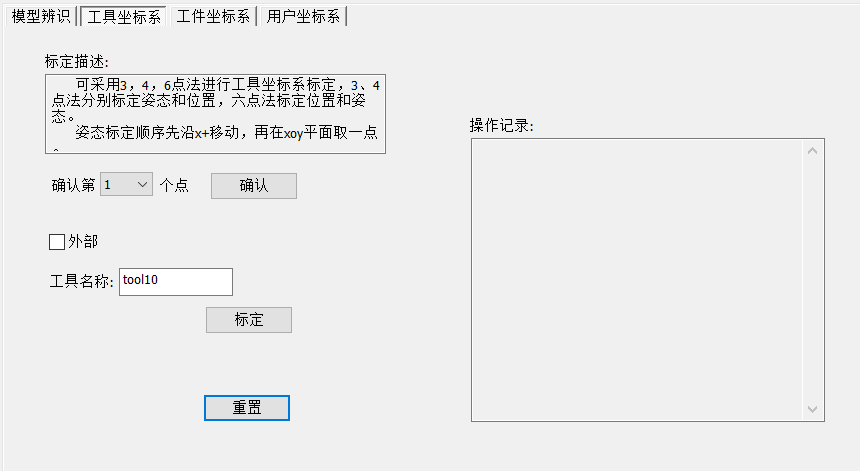 模型辨识 工具坐标系 工件坐标系 用户坐标系
标定描述:
可采用3，4，6点法进行工具坐标系标定，3、4
点法分别标定姿态和位置，六点法标定位置和姿
态。
姿态标定顺序先沿x+移动，再在xoy平面取一点
。
操作记录:
确认第 1 个点 确认
外部
工具名称: tool10
标定
重置